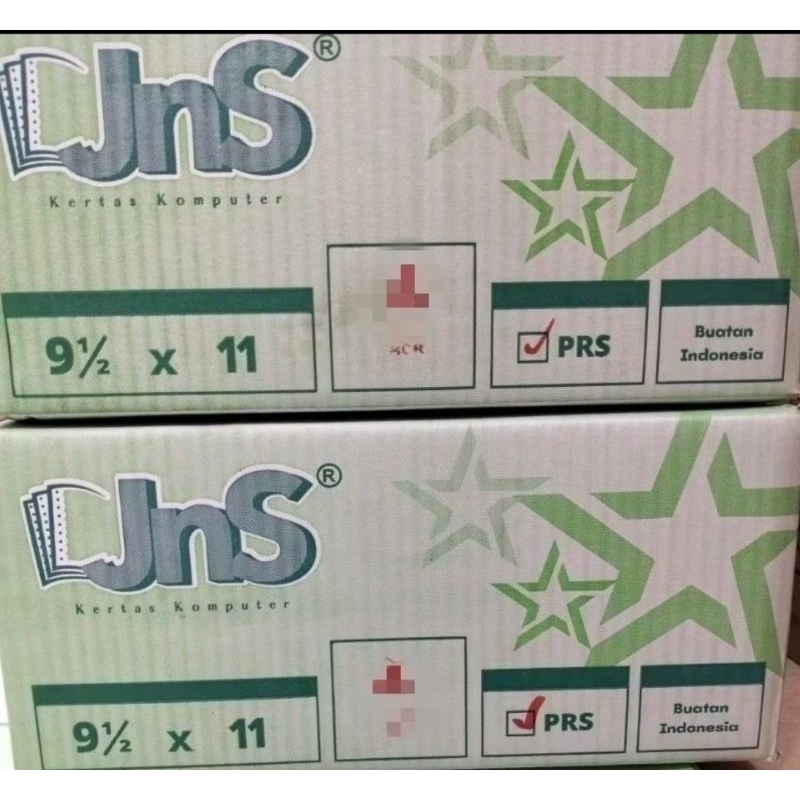 JnS®
Kertas Komputer
9½ x 11
PRS
Buatan
Indonesia
JnS®
Kertas Komputer
9½ x 11
PRS
Buatan
Indonesia